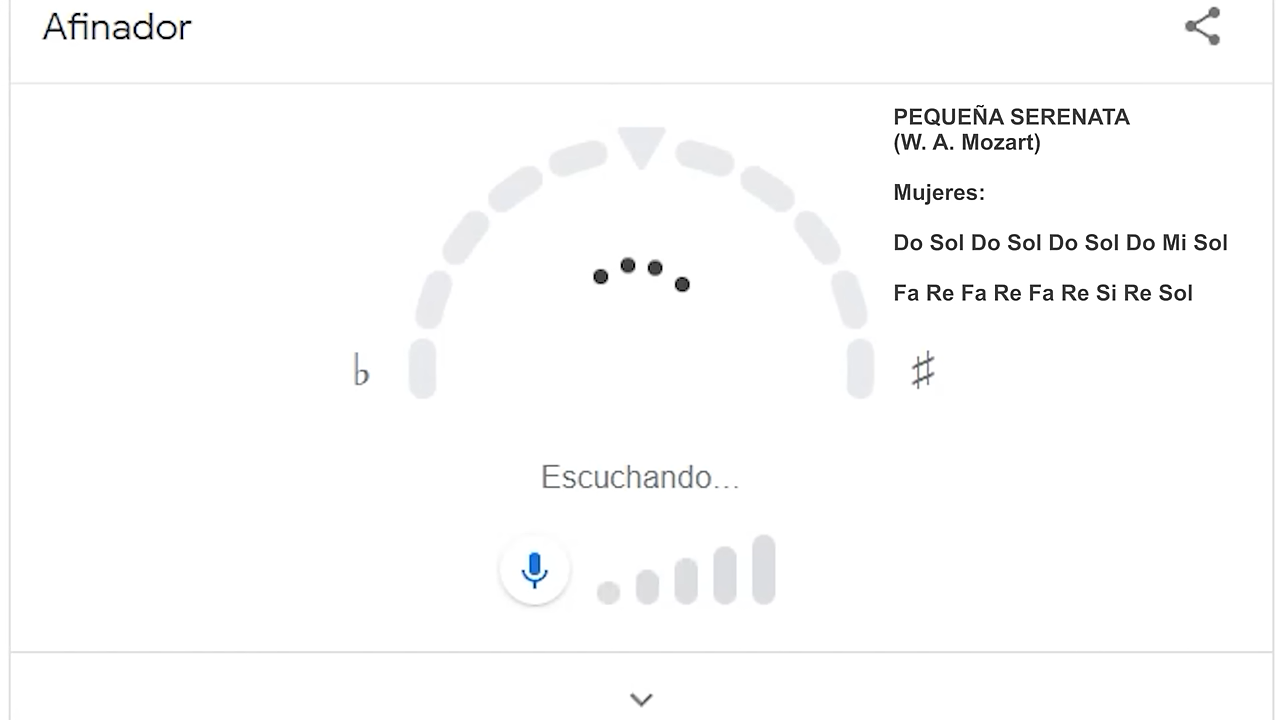 Afinador
PEQUEÑA SERENATA
(W. A. Mozart)
Mujeres:
Do Sol Do Sol Do Sol Do Mi Sol
Fa Re Fa Re Fa Re Si Re Sol
♭ ♯
Escuchando...